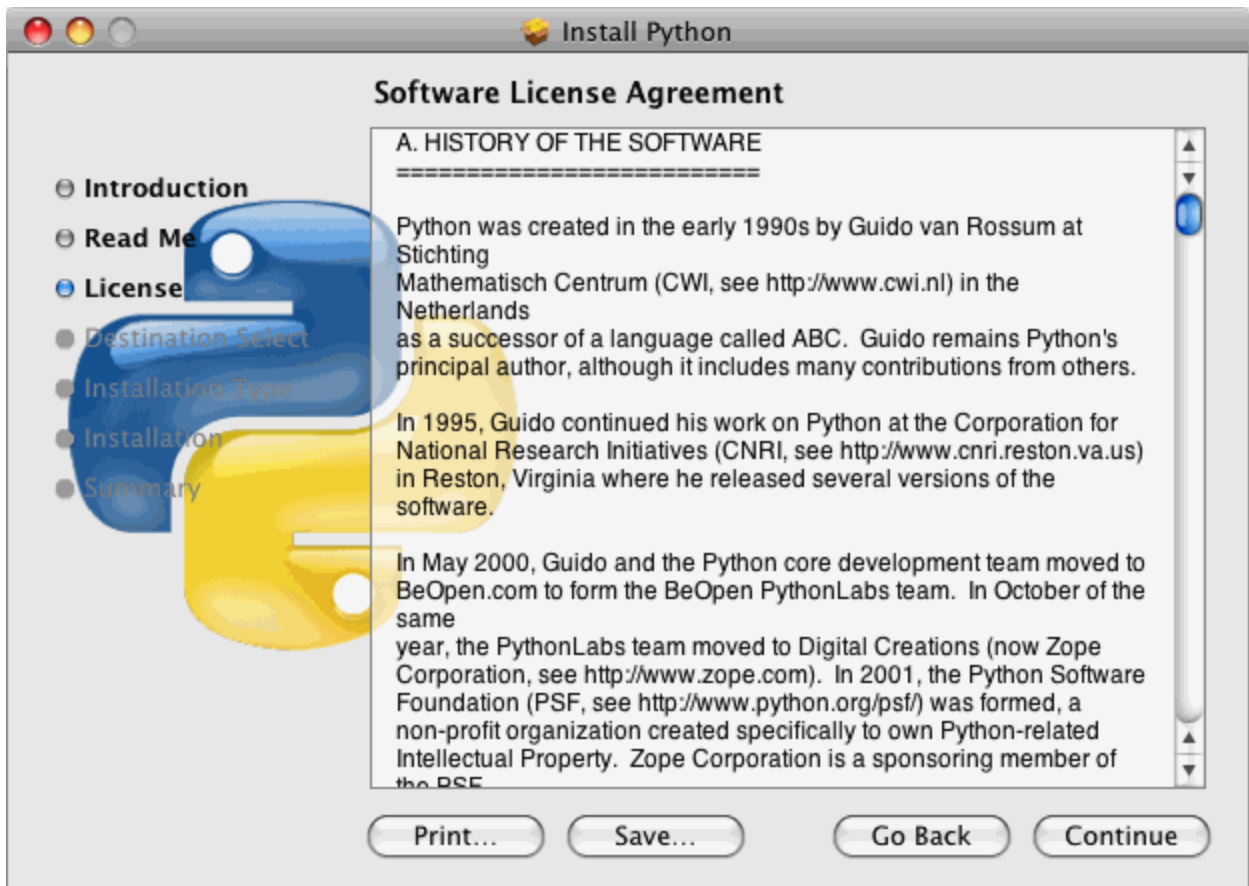 Install Python
Software License Agreement
Introduction
Read Me
License
Destination Select
Installation Type
Installation
Summary
A. HISTORY OF THE SOFTWARE
==========================
Python was created in the early 1990s by Guido van Rossum at
Stichting
Mathematisch Centrum (CWI, see http://www.cwi.nl) in the
Netherlands
as a successor of a language called ABC.  Guido remains Python's
principal author, although it includes many contributions from others.
In 1995, Guido continued his work on Python at the Corporation for
National Research Initiatives (CNRI, see http://www.cnri.reston.va.us)
in Reston, Virginia where he released several versions of the
software.
In May 2000, Guido and the Python core development team moved to
BeOpen.com to form the BeOpen PythonLabs team.  In October of the
same
year, the PythonLabs team moved to Digital Creations (now Zope
Corporation, see http://www.zope.com).  In 2001, the Python Software
Foundation (PSF, see http://www.python.org/psf/) was formed, a
non-profit organization created specifically to own Python-related
Intellectual Property.  Zope Corporation is a sponsoring member of
the PSF
Print...
Save...
Go Back
Continue